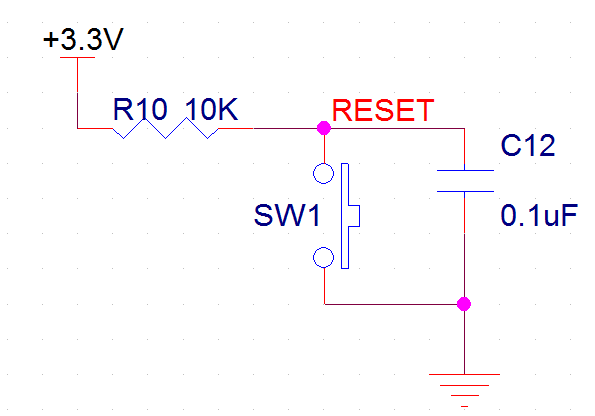 +3.3V
R10 10K
RESET
C12
SW1
0.1uF